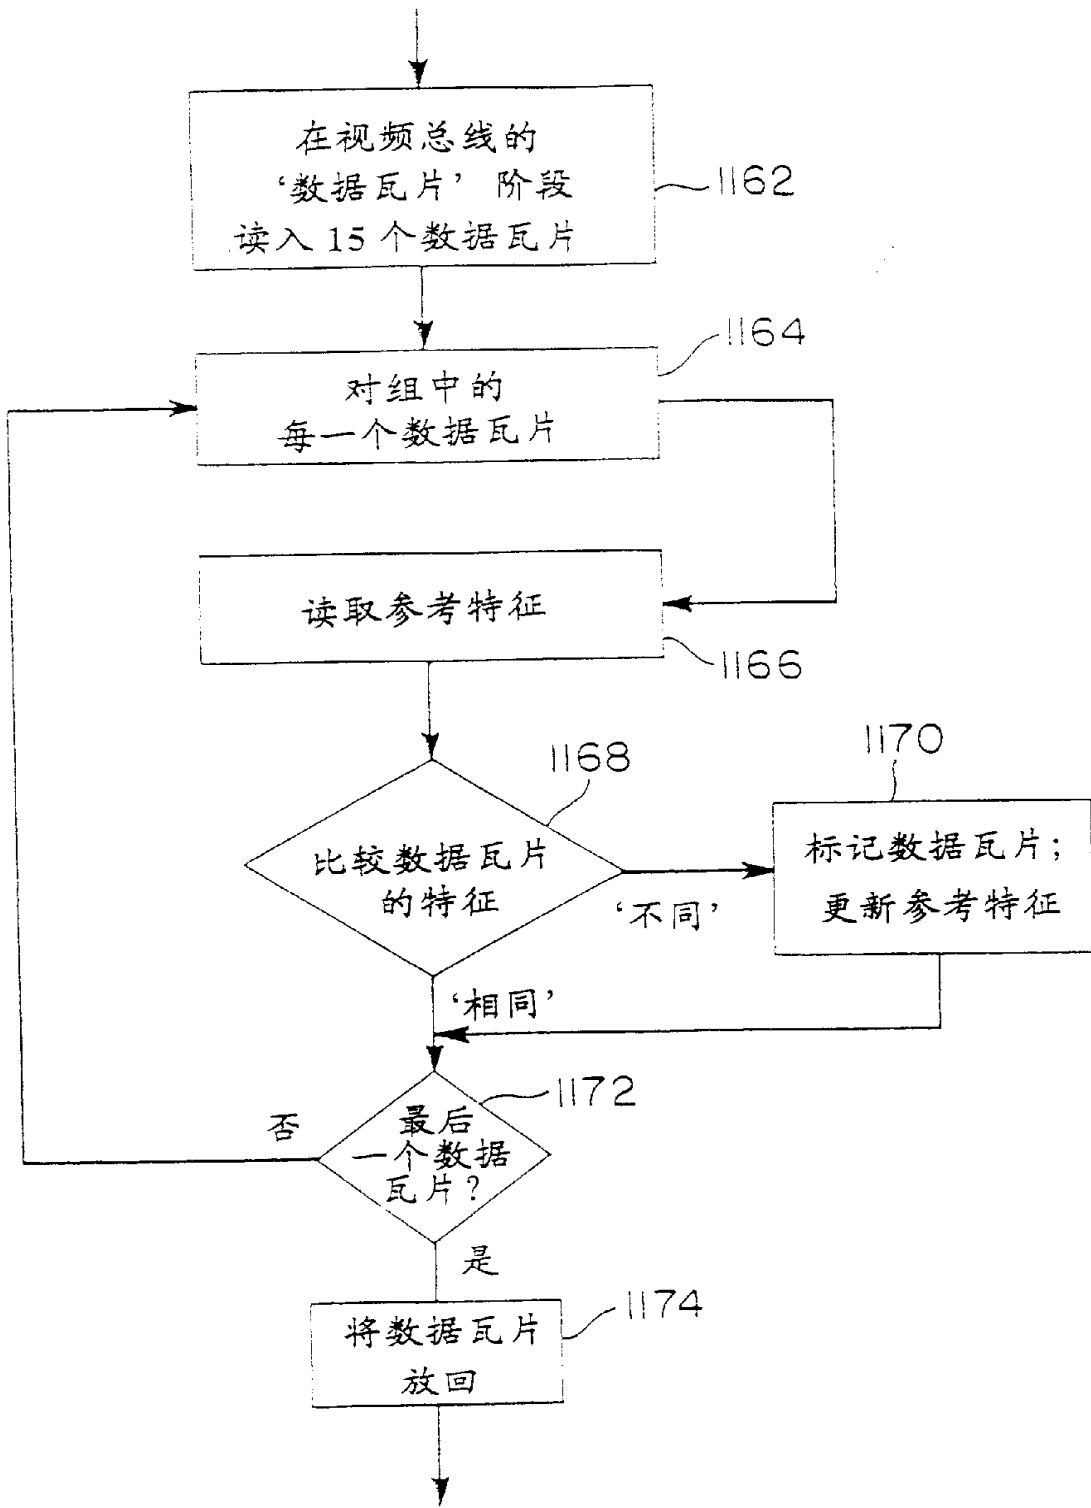 在视频总线的
‘数据瓦片’ 阶段
读入 15 个数据瓦片
1162
1164
对组中的
每一个数据瓦片
读取参考特征
1166
1168
1170
比较数据瓦片
的特征
标记数据瓦片;
更新参考特征
‘不同’
‘相同’
1172
否
最后
一个数据
瓦片?
是
1174
将数据瓦片
放回